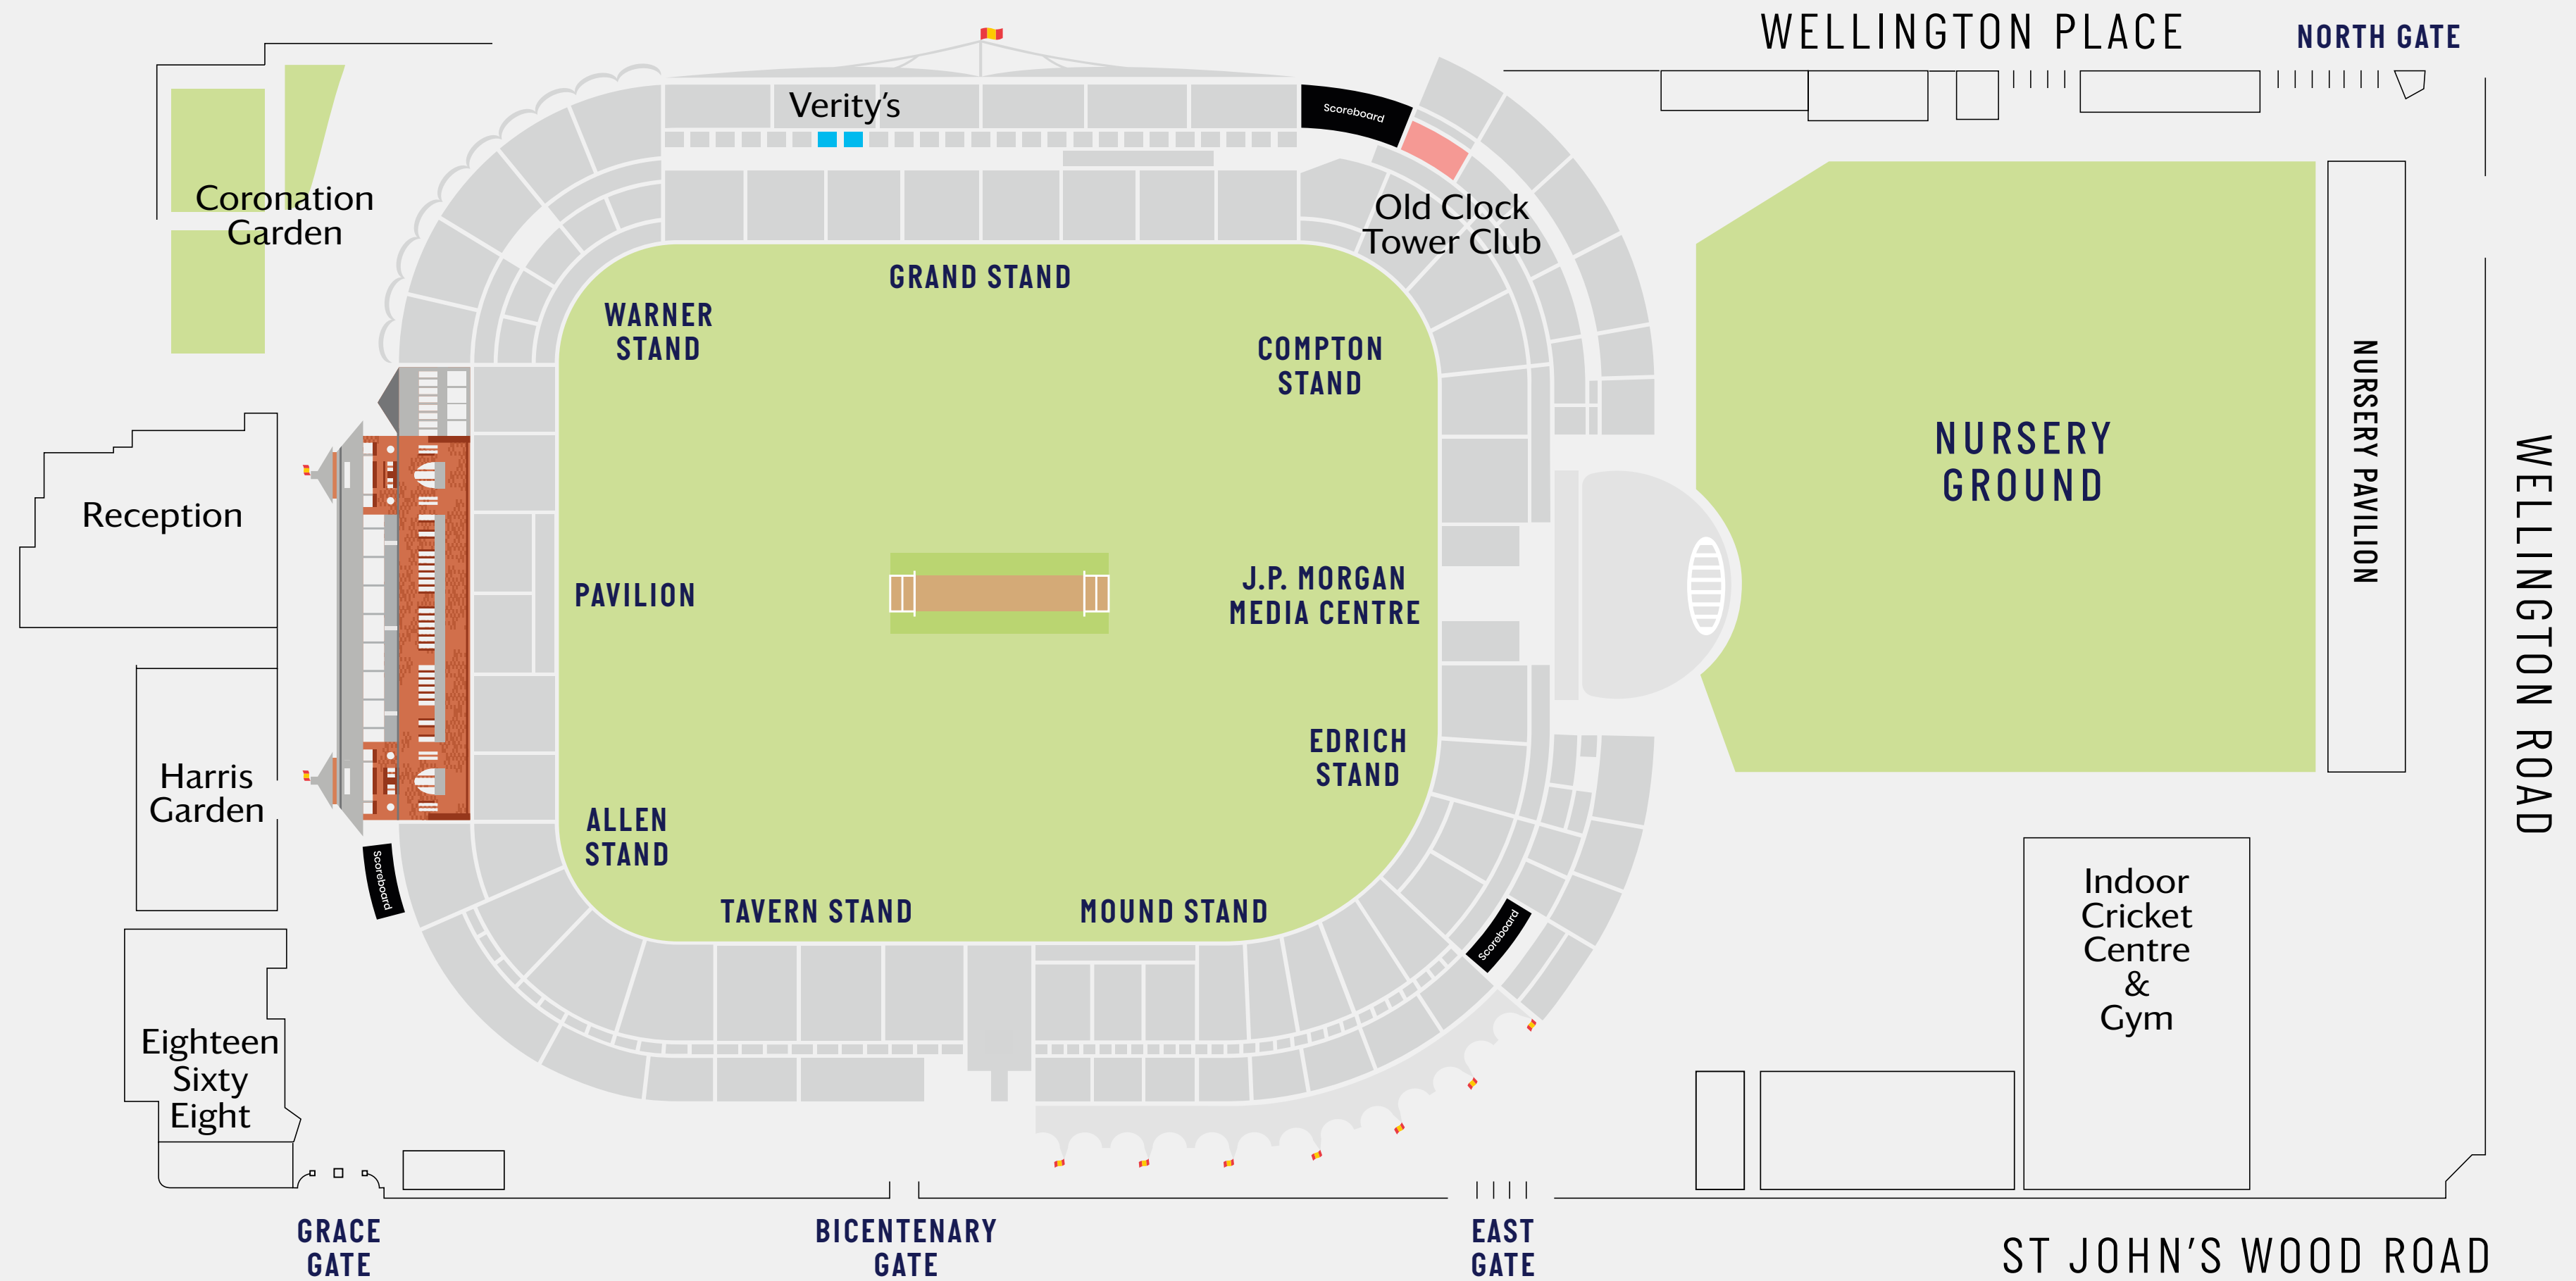 WELLINGTON PLACE
NORTH GATE
Verity's
Scoreboard
Coronation
Garden
Old Clock
Tower Club
GRAND STAND
WARNER
STAND
COMPTON
STAND
NURSERY
GROUND
NURSERY PAVILION
WELLINGTON ROAD
Reception
PAVILION
J.P. MORGAN
MEDIA CENTRE
EDRICH
STAND
Harris
Garden
ALLEN
STAND
Scoreboard
TAVERN STAND
MOUND STAND
Scoreboard
Indoor
Cricket
Centre
&
Gym
Eighteen
Sixty
Eight
GRACE
GATE
BICENTENARY
GATE
EAST
GATE
ST JOHN'S WOOD ROAD